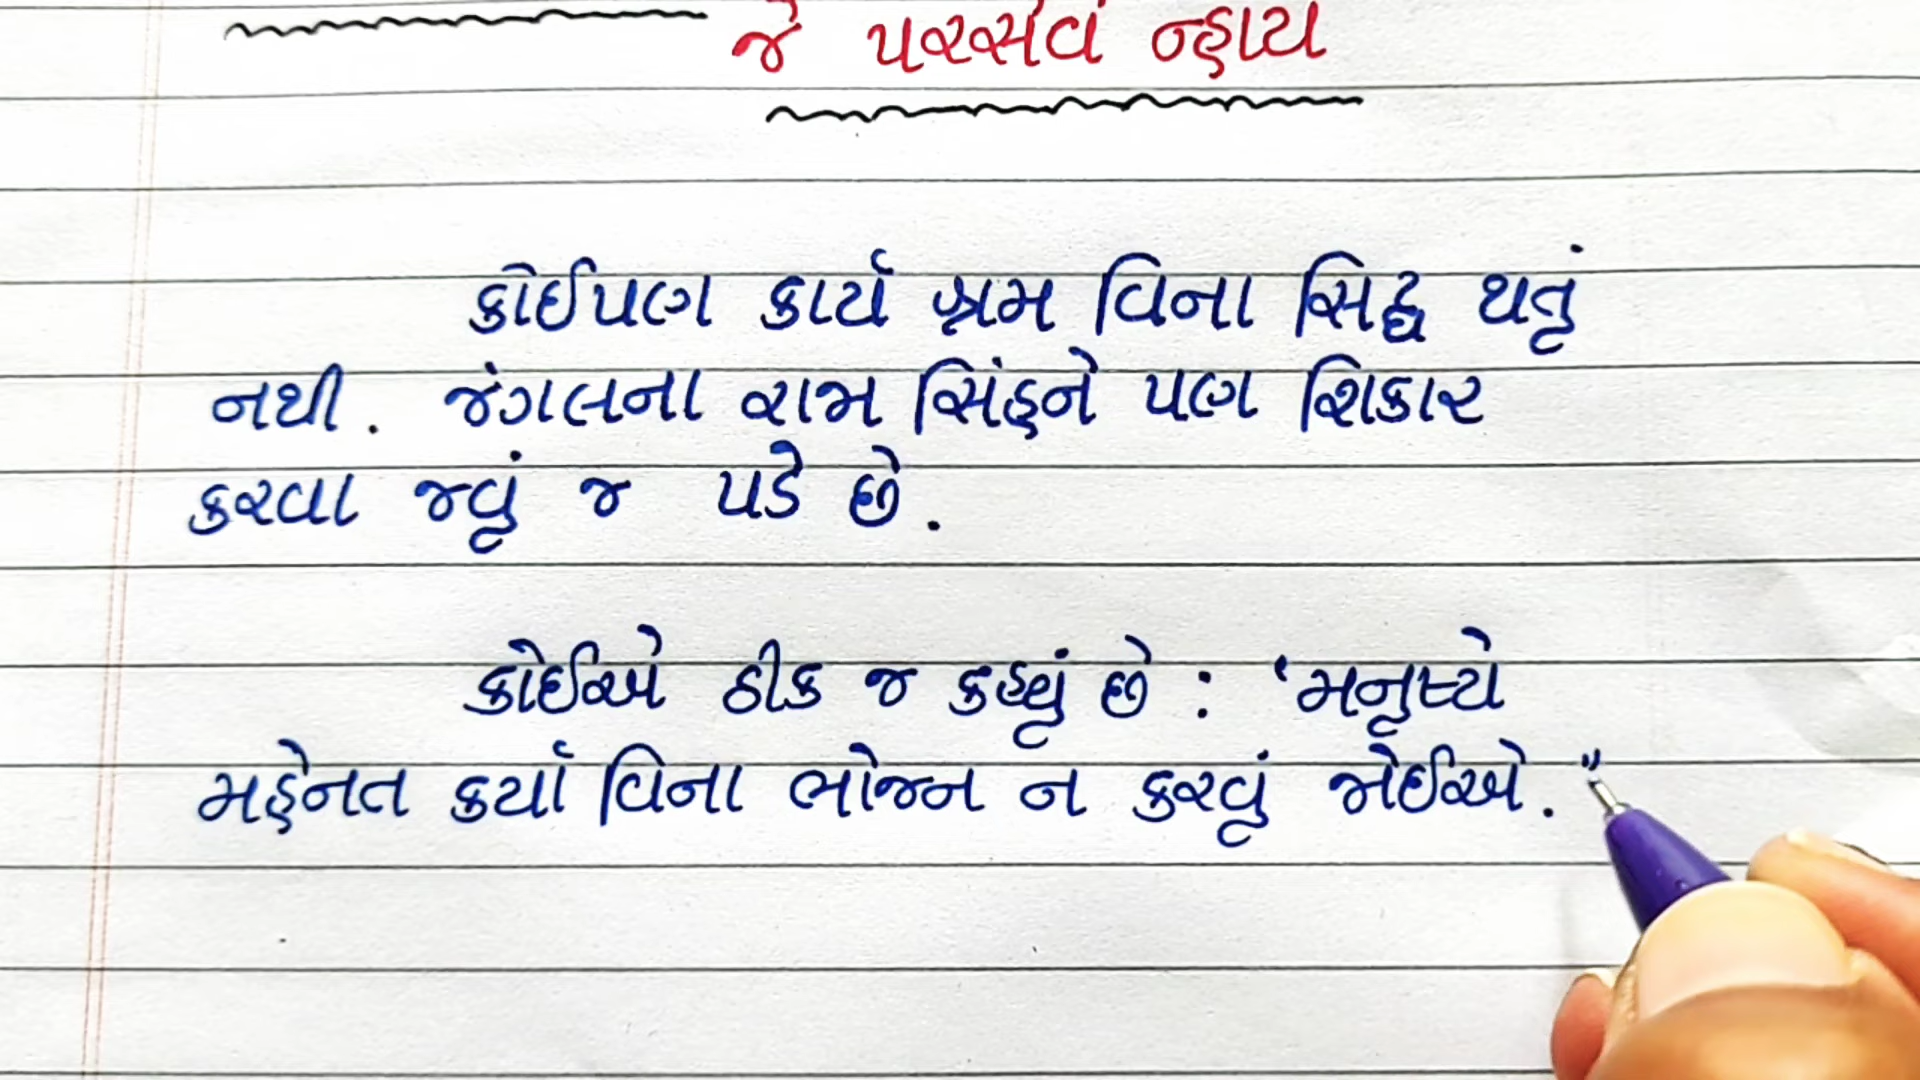 જે પરસેવે ન્હાય
કોઈપણ કાર્ય શ્રમ વિના સિદ્ધ થતું
નથી. જંગલના રાજા સિંહને પણ શિકાર
કરવા જવું જ પડે છે.
કોઈએ ઠીક જ કહ્યું છે : ‘મનુષ્યે
મહેનત કર્યા વિના ભોજન ન કરવું જોઈએ.”